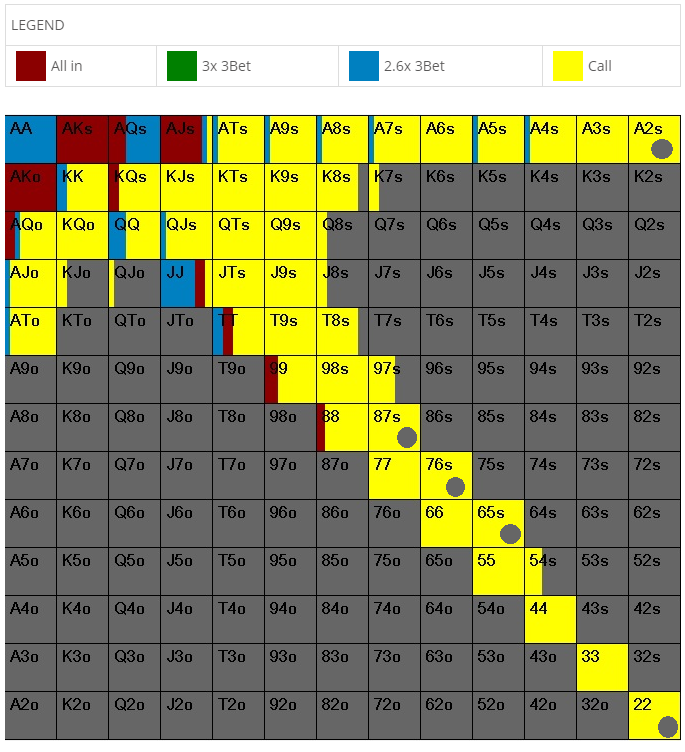 LEGEND
All in 3x 3Bet 2.6x 3Bet Call
AA AKs AQs AJs ATs A9s A8s A7s A6s A5s A4s A3s A2s
AKo KK KQs KJs KTs K9s K8s K7s K6s K5s K4s K3s K2s
AQo KQo QQ QJs QTs Q9s Q8s Q7s Q6s Q5s Q4s Q3s Q2s
AJo KJo QJo JJ JTs J9s J8s J7s J6s J5s J4s J3s J2s
ATo KTo QTo JTo TT T9s T8s T7s T6s T5s T4s T3s T2s
A9o K9o Q9o J9o T9o 99 98s 97s 96s 95s 94s 93s 92s
A8o K8o Q8o J8o T8o 98o 88 87s 86s 85s 84s 83s 82s
A7o K7o Q7o J7o T7o 97o 87o 77 76s 75s 74s 73s 72s
A6o K6o Q6o J6o T6o 96o 86o 76o 66 65s 64s 63s 62s
A5o K5o Q5o J5o T5o 95o 85o 75o 65o 55 54s 53s 52s
A4o K4o Q4o J4o T4o 94o 84o 74o 64o 54o 44 43s 42s
A3o K3o Q3o J3o T3o 93o 83o 73o 63o 53o 43o 33 32s
A2o K2o Q2o J2o T2o 92o 82o 72o 62o 52o 42o 32o 22